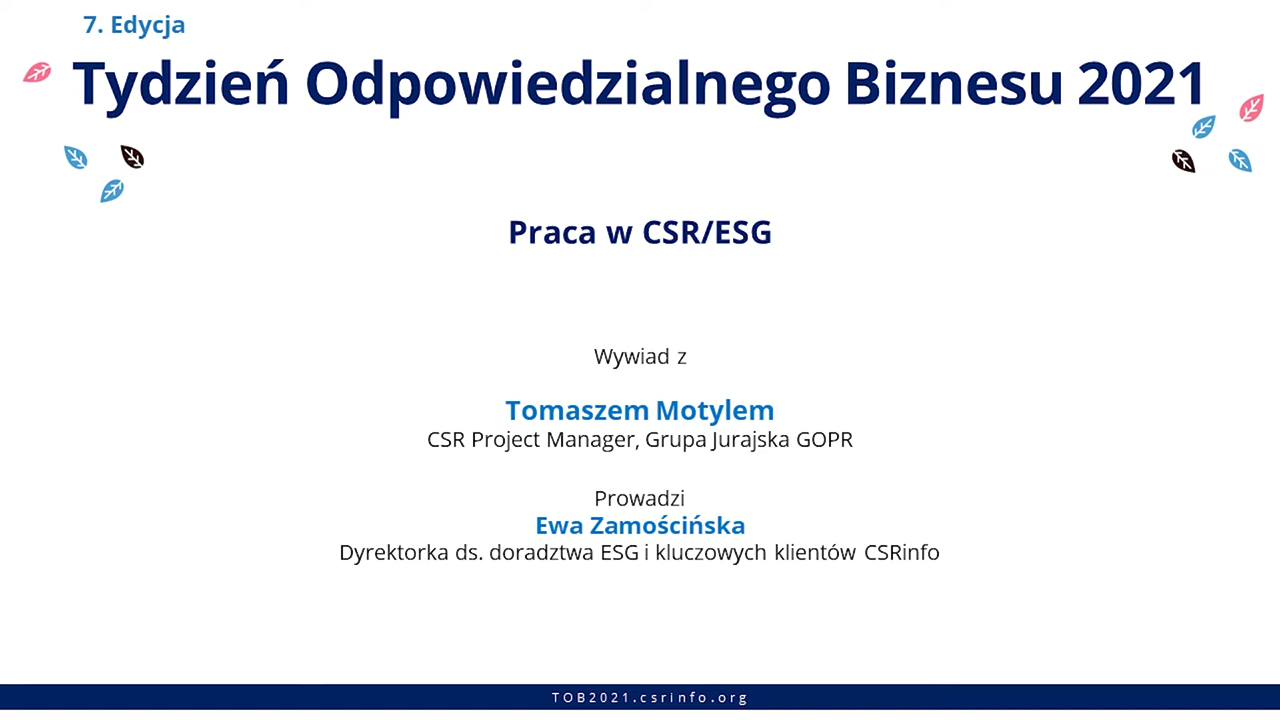 7. Edycja
Tydzień Odpowiedzialnego Biznesu 2021
Praca w CSR/ESG
Wywiad z
Tomaszem Motylem
CSR Project Manager, Grupa Jurajska GOPR
Prowadzi
Ewa Zamościńska
Dyrektorka ds. doradztwa ESG i kluczowych klientów CSRinfo
TOB2021.csrinfo.org